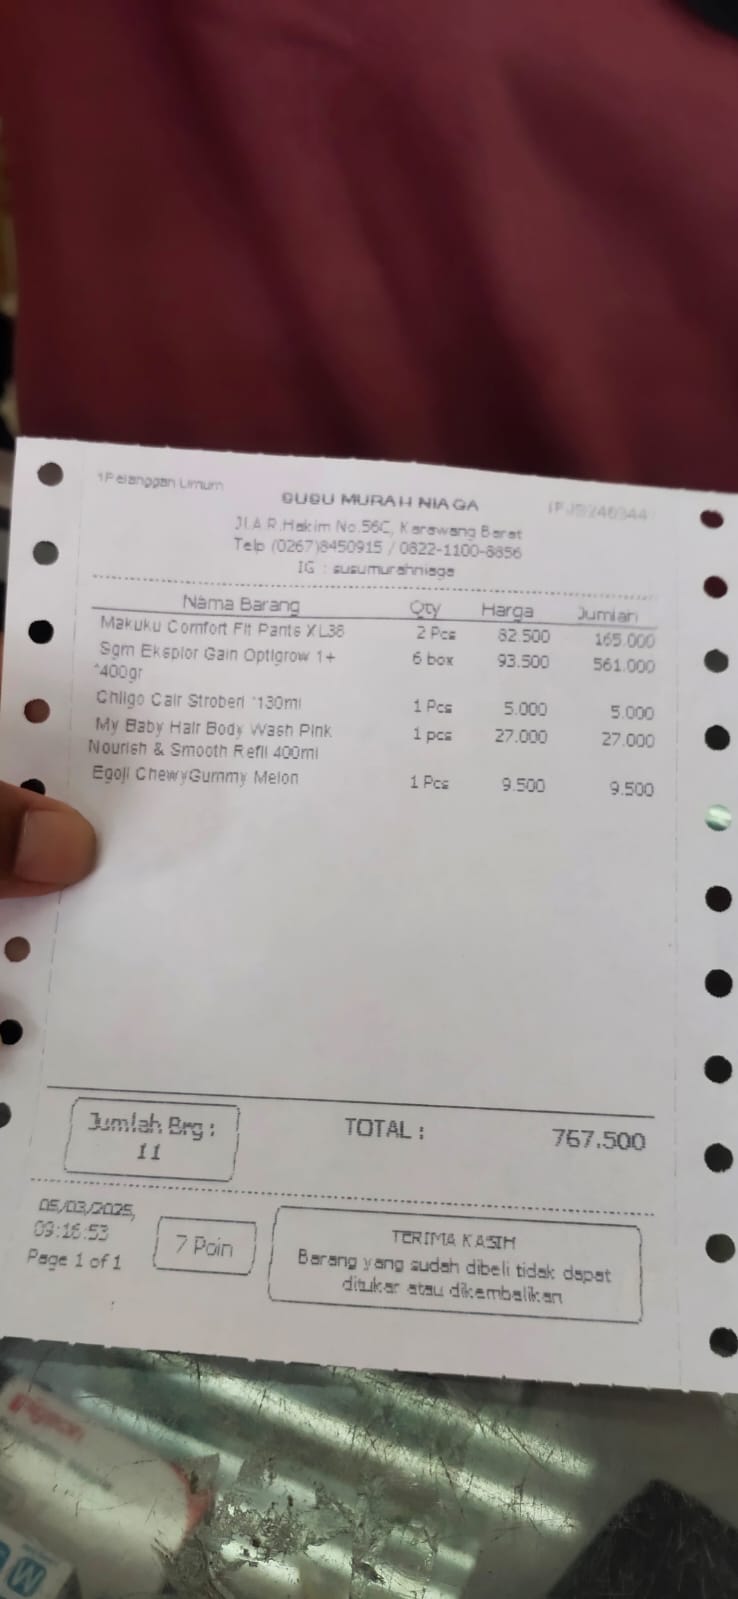 1Pelanggan Umum
SUSU MURAH NIAGA
Jl.A.R.Hakim No.56C, Karawang Barat
Telp (0267)8450915 / 0822-1100-8856
IG : susumurahniaga
Nama Barang Qty Harga Jumlah
Makuku Comfort Fit Pants XL38 2 Pcs 82.500 165.000
Sgm Eksplor Gain Optigrow 1+ 6 box 93.500 561.000
*400gr
Chilgo Cair Stroberi *130ml 1 Pcs 5.000 5.000
My Baby Hair Body Wash Pink 1 pcs 27.000 27.000
Nourish & Smooth Refil 400ml
Egoji ChewyGummy Melon 1 Pcs 9.500 9.500
Jumlah Brg :
11
TOTAL : 767.500
05/03/2025,
09:16:53
Page 1 of 1
7 Poin
TERIMA KASIH
Barang yang sudah dibeli tidak dapat
ditukar atau dikembalikan
Pigeon